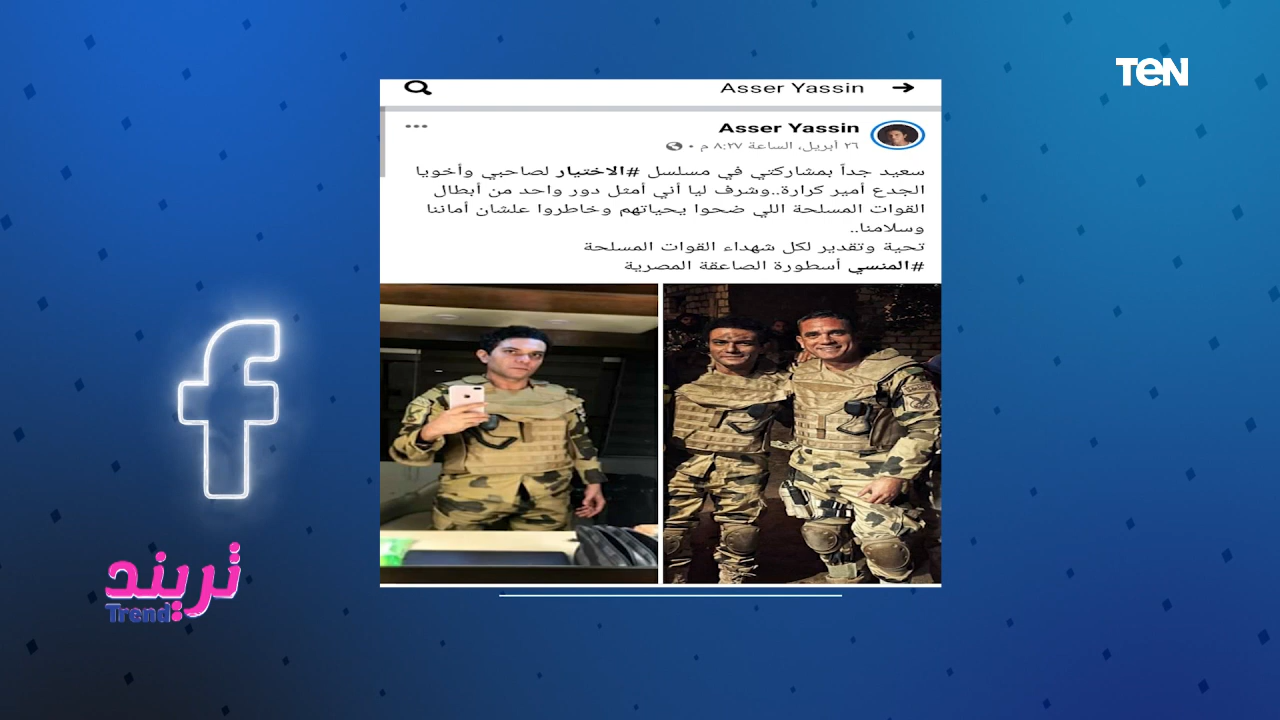 TEN
Asser Yassin
Asser Yassin
٢٦ أبريل، الساعة ٨:٢٧ م
سعيد جداً بمشاركتي في مسلسل #الاختيار لصاحبي وأخويا
الجدع أمير كرارة..وشرف ليا أني أمثل دور واحد من أبطال
القوات المسلحة اللي ضحوا بحياتهم وخاطروا علشان أماننا
وسلامنا..
تحية وتقدير لكل شهداء القوات المسلحة
#المنسي أسطورة الصاعقة المصرية
تريند
Trend